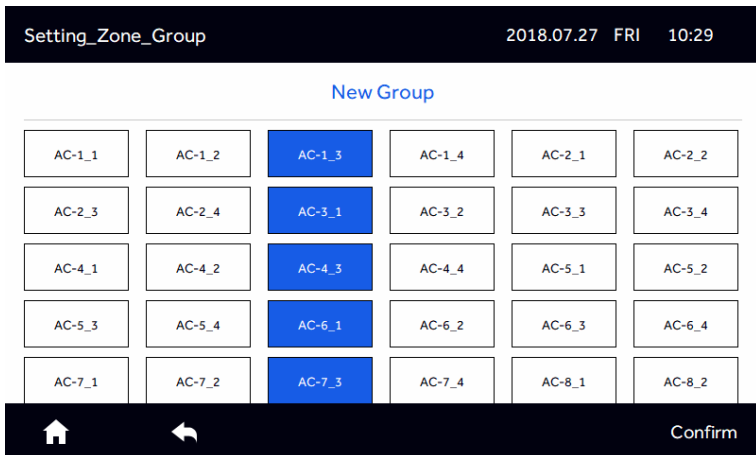 Setting_Zone_Group 2018.07.27 FRI 10:29
New Group
AC-1_1 AC-1_2 AC-1_3 AC-1_4 AC-2_1 AC-2_2
AC-2_3 AC-2_4 AC-3_1 AC-3_2 AC-3_3 AC-3_4
AC-4_1 AC-4_2 AC-4_3 AC-4_4 AC-5_1 AC-5_2
AC-5_3 AC-5_4 AC-6_1 AC-6_2 AC-6_3 AC-6_4
AC-7_1 AC-7_2 AC-7_3 AC-7_4 AC-8_1 AC-8_2
Confirm